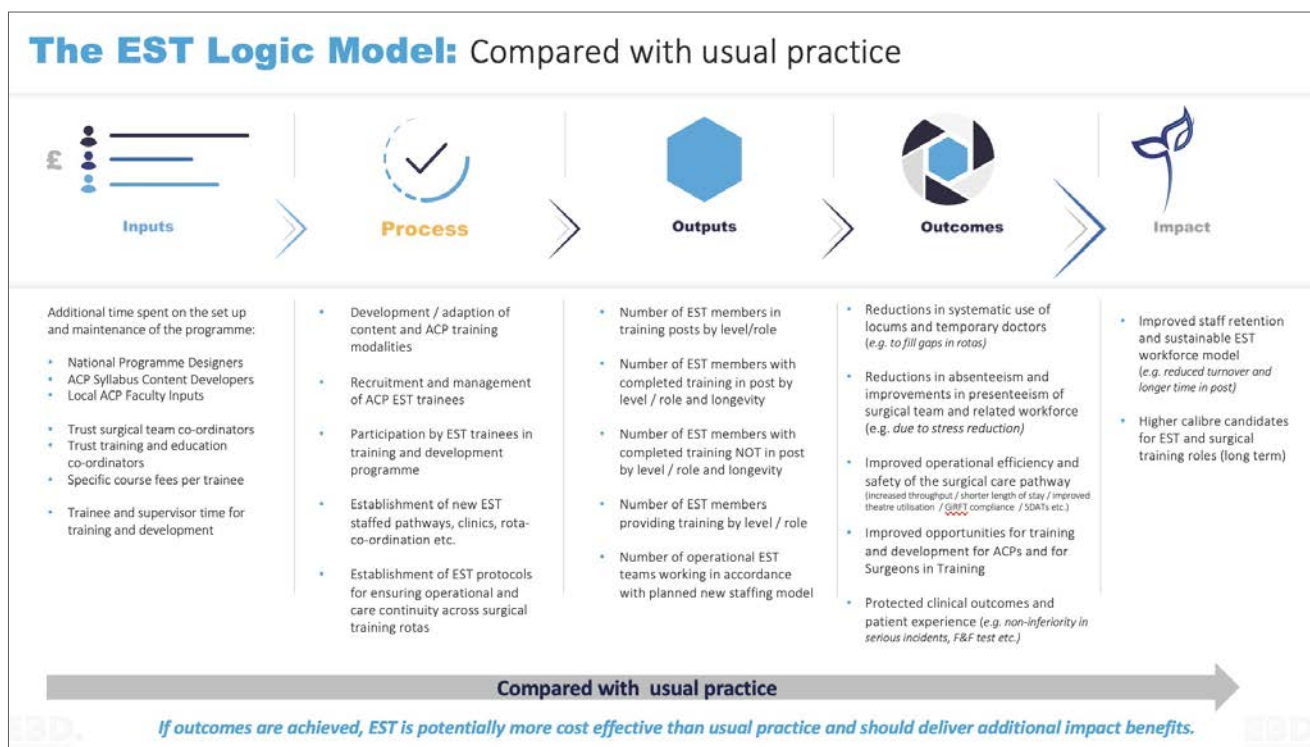 The EST Logic Model: Compared with usual practice
£
Inputs
Process
Outputs
Outcomes
Impact
Additional time spent on the set up
and maintenance of the programme:
• National Programme Designers
• ACP Syllabus Content Developers
• Local ACP Faculty Inputs
• Trust surgical team co-ordinators
• Trust training and education
co-ordinators
• Specific course fees per trainee
• Trainee and supervisor time for
training and development
• Development / adaption of
content and ACP training
modalities
• Recruitment and management
of ACP EST trainees
• Participation by EST trainees in
training and development
programme
• Establishment of new EST
staffed pathways, clinics, rota-
co-ordination etc.
• Establishment of EST protocols
for ensuring operational and
care continuity across surgical
training rotas
• Number of EST members in
training posts by level/role
• Number of EST members with
completed training in post by
level / role and longevity
• Number of EST members with
completed training NOT in post
by level / role and longevity
• Number of EST members
providing training by level / role
• Number of operational EST
teams working in accordance
with planned new staffing model
• Reductions in systematic use of
locums and temporary doctors
(e.g. to fill gaps in rotas)
• Reductions in absenteeism and
improvements in presenteeism of
surgical team and related workforce
(e.g. due to stress reduction)
• Improved operational efficiency and
safety of the surgical care pathway
(increased throughput / shorter length of stay / improved
theatre utilisation / GIRFT compliance / SDATs etc.)
• Improved opportunities for training
and development for ACPs and for
Surgeons in Training
• Protected clinical outcomes and
patient experience (e.g. non-inferiority in
serious incidents, F&F test etc.)
• Improved staff retention
and sustainable EST
workforce model
(e.g. reduced turnover and
longer time in post)
• Higher calibre candidates
for EST and surgical
training roles (long term)
Compared with usual practice
EBD.
If outcomes are achieved, EST is potentially more cost effective than usual practice and should deliver additional impact benefits.
EBD